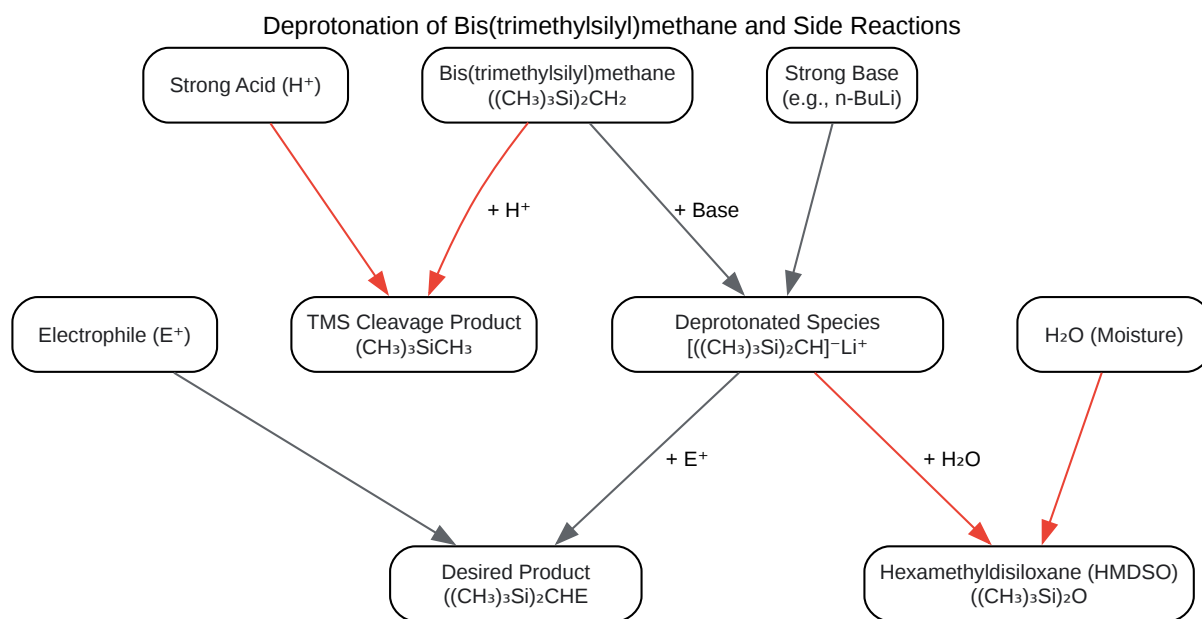 Deprotonation of Bis(trimethylsilyl)methane and Side Reactions
Strong Acid (H⁺)
Bis(trimethylsilyl)methane
((CH₃)₃Si)₂CH₂
Strong Base
(e.g., n-BuLi)
+ H⁺
+ Base
Electrophile (E⁺)
TMS Cleavage Product
(CH₃)₃SiCH₃
Deprotonated Species
[((CH₃)₃Si)₂CH]⁻Li⁺
H₂O (Moisture)
+ E⁺
+ H₂O
Desired Product
((CH₃)₃Si)₂CHE
Hexamethyldisiloxane (HMDSO)
((CH₃)₃Si)₂O